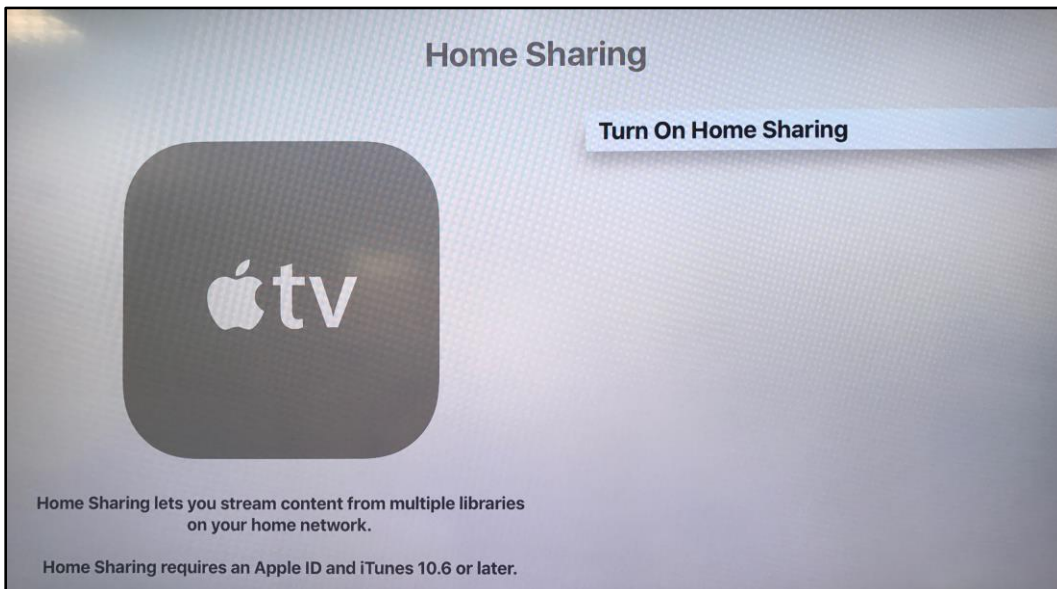 Home Sharing
Turn On Home Sharing
tv
Home Sharing lets you stream content from multiple libraries
on your home network.
Home Sharing requires an Apple ID and iTunes 10.6 or later.